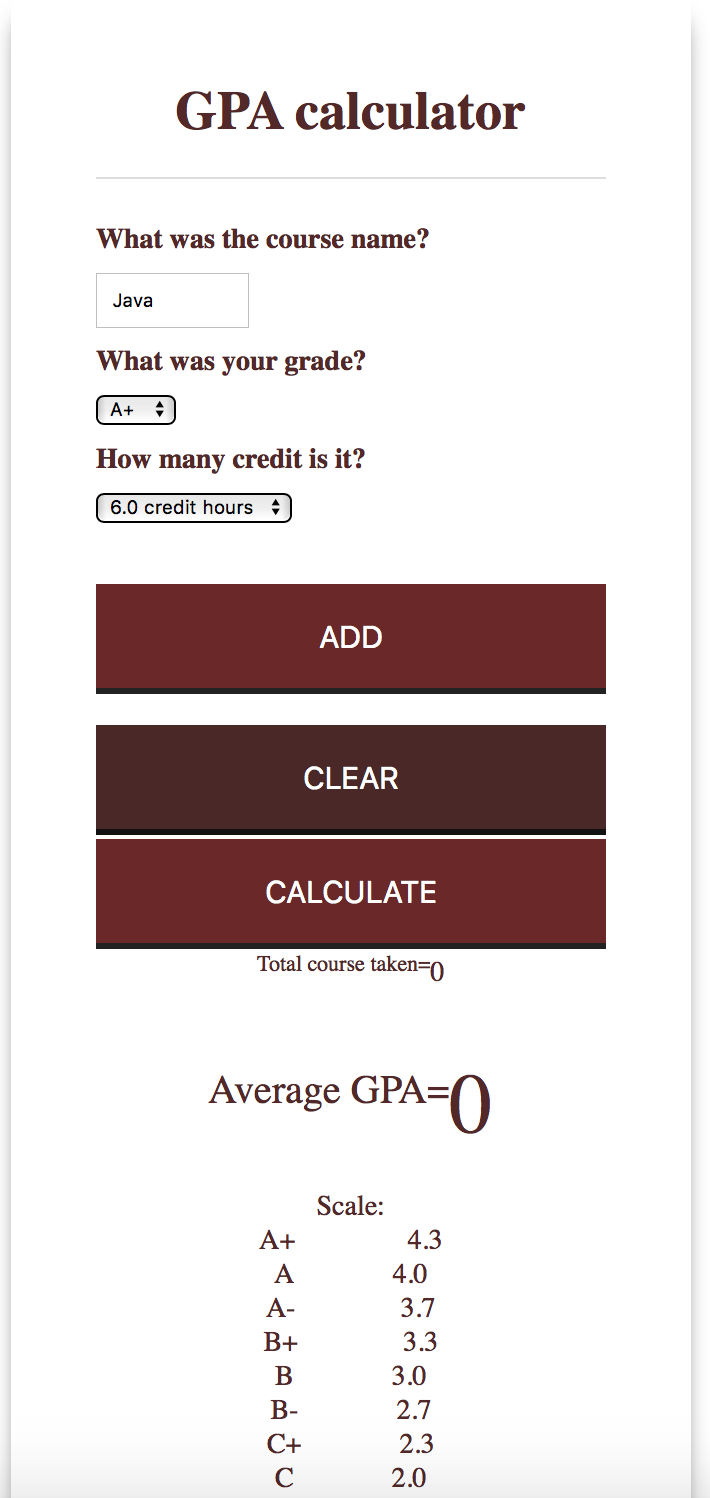 GPA calculator
What was the course name?
Java
What was your grade?
A+
How many credit is it?
6.0 credit hours
ADD
CLEAR
CALCULATE
Total course taken=0
Average GPA=0
Scale:
A+ 4.3
A 4.0
A- 3.7
B+ 3.3
B 3.0
B- 2.7
C+ 2.3
C 2.0